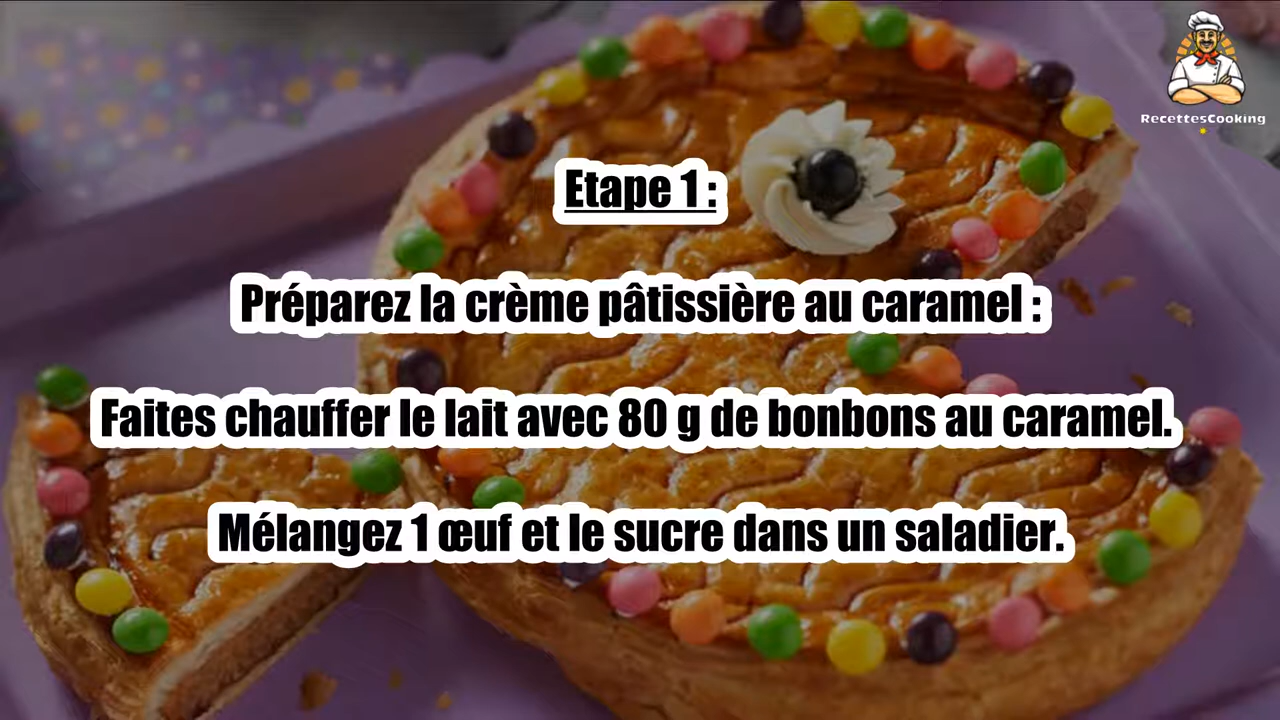 RecettesCooking
Etape 1 :
Préparez la crème pâtissière au caramel :
Faites chauffer le lait avec 80 g de bonbons au caramel.
Mélangez 1 œuf et le sucre dans un saladier.